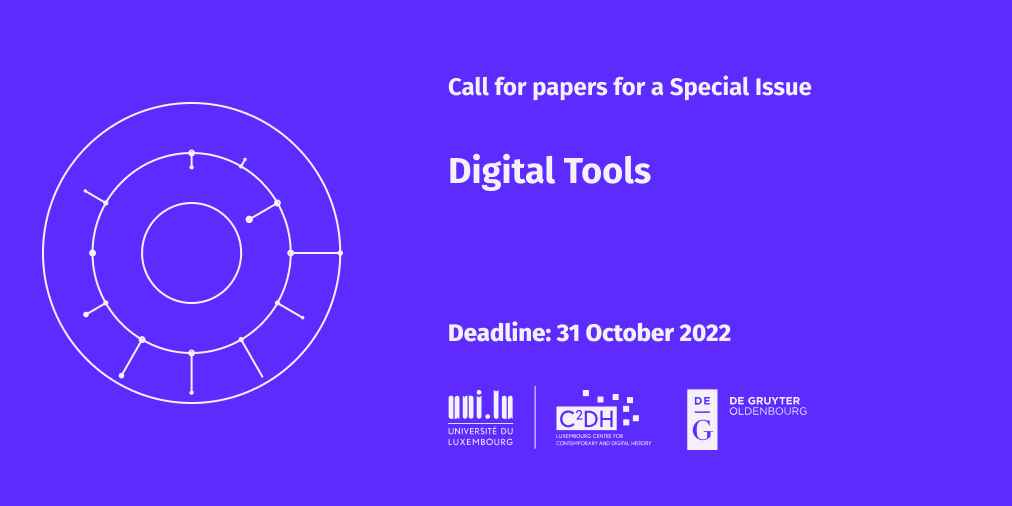 Call for papers for a Special Issue
Digital Tools
Deadline: 31 October 2022
uni.lu
UNIVERSITÉ DU
LUXEMBOURG
C²DH
LUXEMBOURG CENTRE FOR
CONTEMPORARY AND DIGITAL HISTORY
DE
G
DE GRUYTER
OLDENBOURG